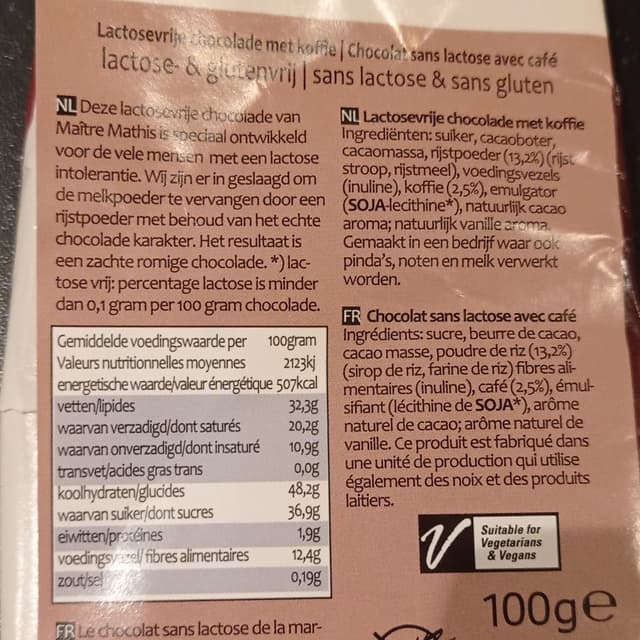 Lactosevrije chocolade met koffie | Chocolat sans lactose avec café
lactose- & glutenvrij | sans lactose & sans gluten
NL Deze lactosevrije chocolade van
Maître Mathis is speciaal ontwikkeld
voor de vele mensen met een lactose
intolerantie. Wij zijn er in geslaagd om
de melkpoeder te vervangen door een
rijstpoeder met behoud van het echte
chocolade karakter. Het resultaat is
een zachte romige chocolade. *) lac-
tose vrij: percentage lactose is minder
dan 0,1 gram per 100 gram chocolade.
Gemiddelde voedingswaarde per 100gram
Valeurs nutritionnelles moyennes 2123kj
energetische waarde/valeur énergétique 507kcal
vetten/lipides 32,3g
waarvan verzadigd/dont saturés 20,2g
waarvan onverzadigd/dont insaturé 10,9g
transvet/acides gras trans 0,0g
koolhydraten/glucides 48,2g
waarvan suiker/dont sucres 36,9g
eiwitten/protéines 1,9g
voedingsvezel/fibres alimentaires 12,4g
zout/sel 0,19g
FR Le chocolat sans lactose de la mar-
NL Lactosevrije chocolade met koffie
Ingrediënten: suiker, cacaoboter,
cacaomassa, rijstpoeder (13,2%) (rijst
stroop, rijstmeel), voedingsvezels
(inuline), koffie (2,5%), emulgator
(SOJA-lecithine*), natuurlijk cacao
aroma; natuurlijk vanille aroma.
Gemaakt in een bedrijf waar ook
pinda's, noten en melk verwerkt
worden.
FR Chocolat sans lactose avec café
Ingrédients: sucre, beurre de cacao,
cacao masse, poudre de riz (13,2%)
(sirop de riz, farine de riz) fibres ali-
mentaires (inuline), café (2,5%), émul-
sifiant (lécithine de SOJA*), arôme
naturel de cacao; arôme naturel de
vanille. Ce produit est fabriqué dans
une unité de production qui utilise
également des noix et des produits
laitiers.
Suitable for
Vegetarians
& Vegans
100g e